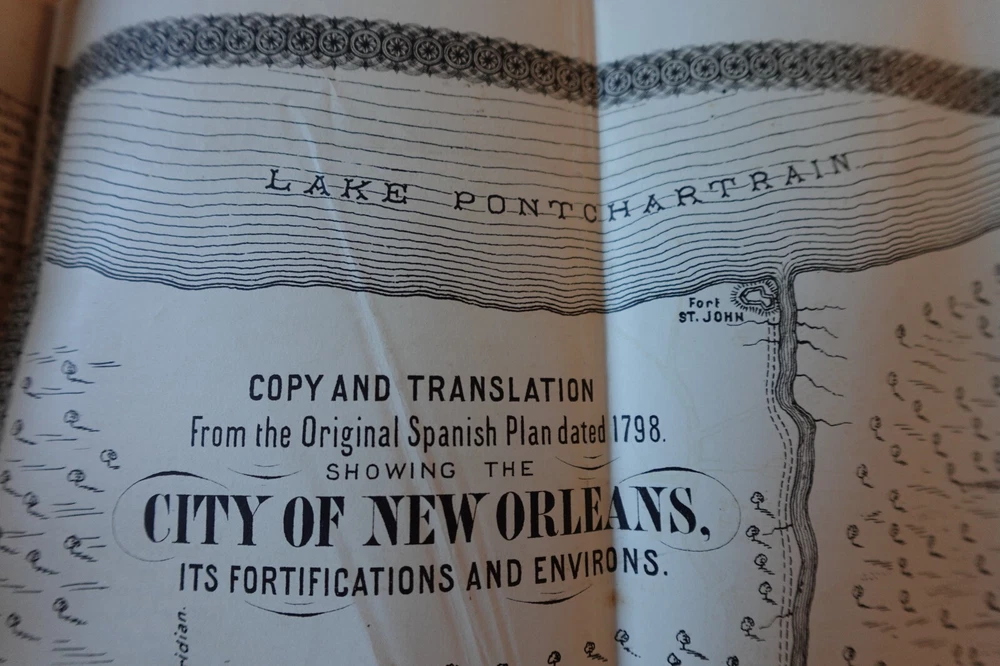 LAKE PONTCHARTRAIN
Fort
ST. JOHN
COPY AND TRANSLATION
From the Original Spanish Plan dated 1798.
SHOWING THE
CITY OF NEW ORLEANS,
ITS FORTIFICATIONS AND ENVIRONS.
ridian.